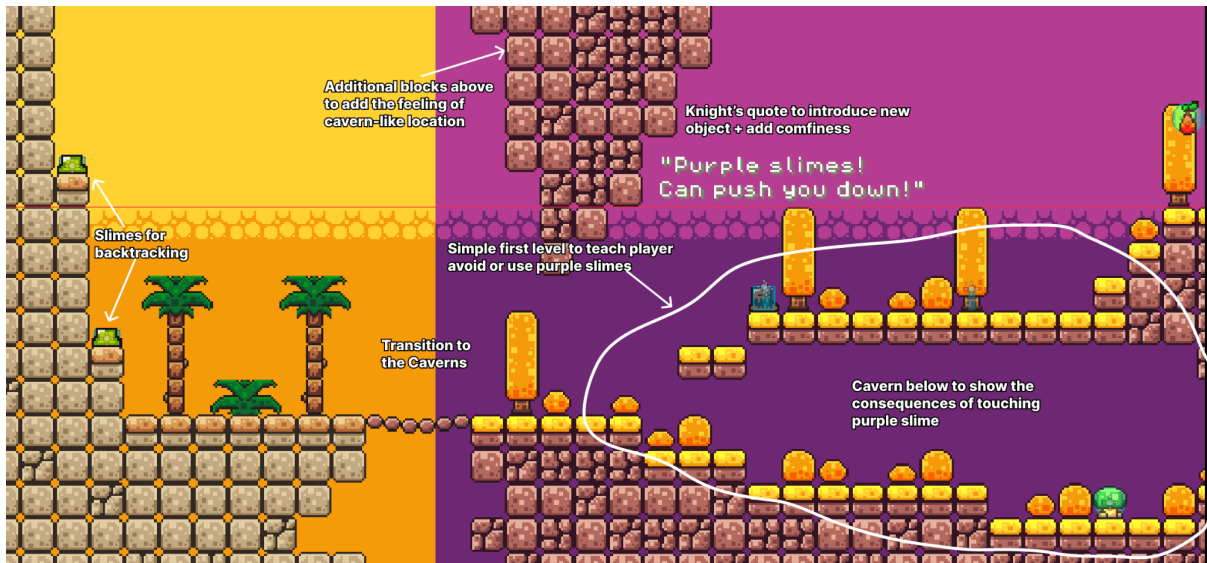 Additional blocks above
to add the feeling of
cavern-like location
Knight's quote to introduce new
object + add comfiness
"Purple slimes!
Can push you down!"
Slimes for
backtracking
Simple first level to teach player
avoid or use purple slimes
Transition to
the Caverns
Cavern below to show the
consequences of touching
purple slime